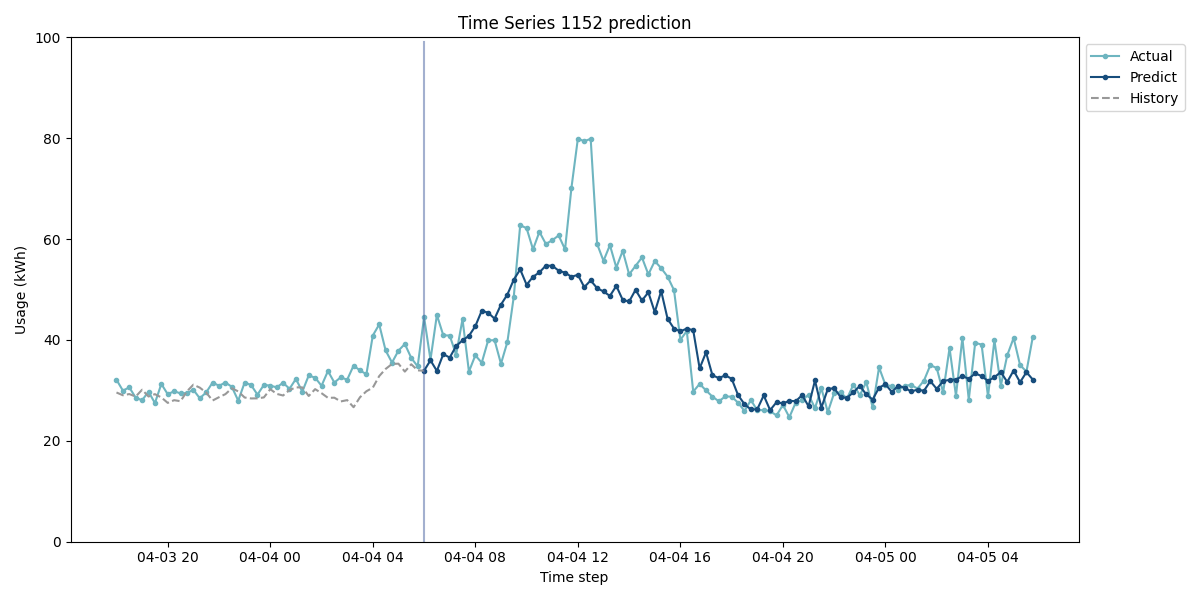 Time Series 1152 prediction
100
80
60
40
20
0
Usage (kWh)
04-03 20
04-04 00
04-04 04
04-04 08
04-04 12
04-04 16
04-04 20
04-05 00
04-05 04
Time step
Actual
Predict
History